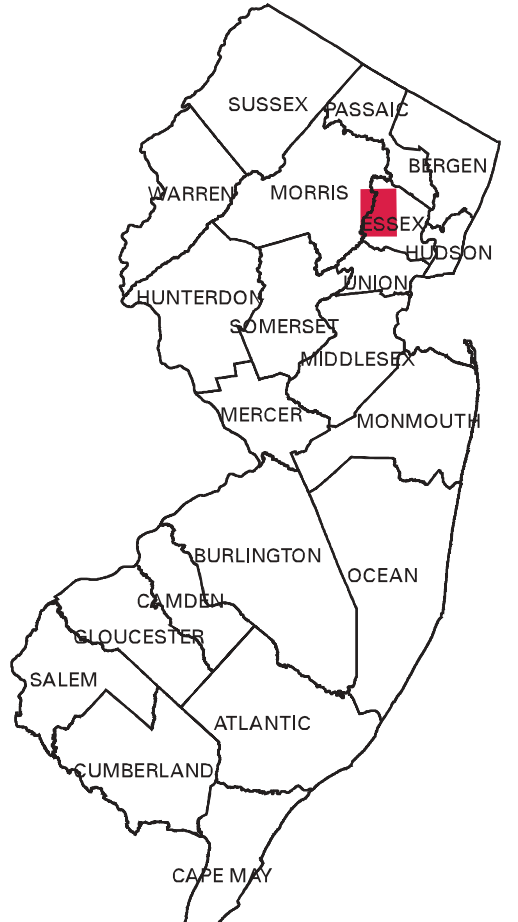 SUSSEX
PASSAIC
BERGEN
WARREN
MORRIS
ESSEX
HUDSON
UNION
HUNTERDON
SOMERSET
MIDDLESEX
MERCER
MONMOUTH
BURLINGTON
OCEAN
CAMDEN
GLOUCESTER
SALEM
ATLANTIC
CUMBERLAND
CAPE MAY